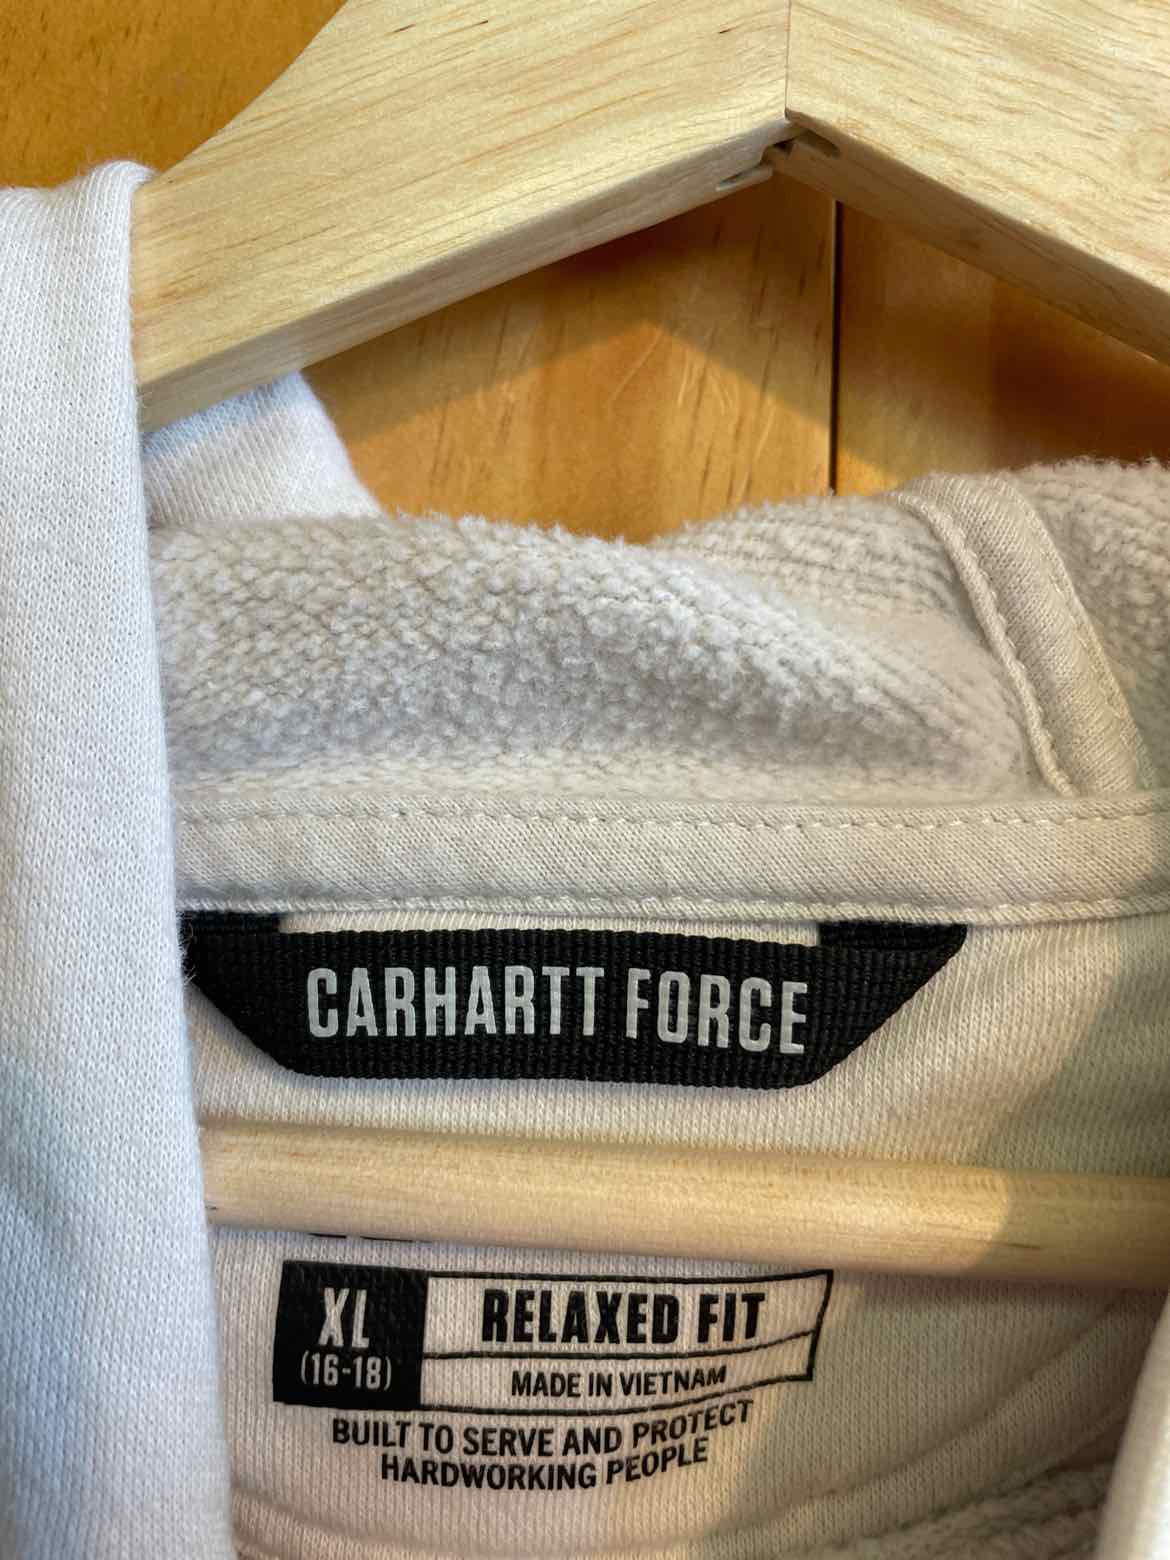 CARHARTT FORCE
XL
(16-18)
RELAXED FIT
MADE IN VIETNAM
BUILT TO SERVE AND PROTECT
HARDWORKING PEOPLE